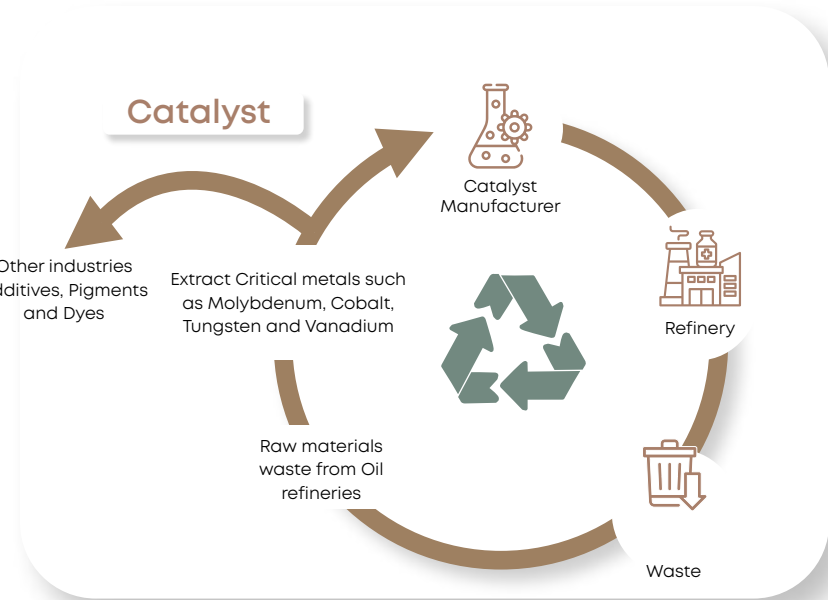 Catalyst
Catalyst
Manufacturer
Other industries
Pigments
and Dyes
Extract Critical metals such
as Molybdenum, Cobalt,
Tungsten and Vanadium
Refinery
Raw materials
waste from Oil
refineries
Waste